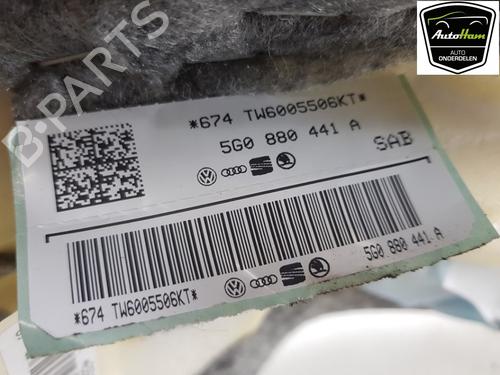 AutoHam
AUTO
ONDERDELEN
B-PARTS
*674 TW6005506KT*
5G0 880 441 A
SAB
*674 TW6005506KT*
5G0 880 441 A